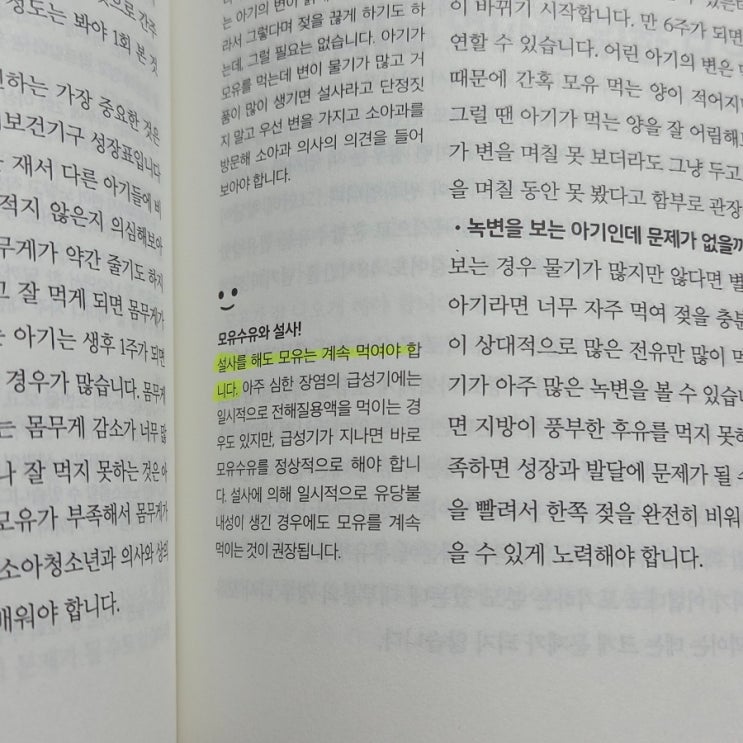 으로 간주
정도는 봐야 1회 본 것
하는 가장 중요한 것은
보건기구 성장표입니다
재서 다른 아기들에 비
적지 않은지 의심해보아
무게가 약간 줄기도 하지
고 잘 먹게 되면 몸무게가
는 아기는 생후 1주가 되면
경우가 많습니다. 몸무게
는 몸무게 감소가 너무 많
나 잘 먹지 못하는 것은 아
모유가 부족해서 몸무게가
소아청소년과 의사와 상의
배워야 합니다.
는 아기의 변이 묽
라서 그렇다며 젖을 끊게 하기도 하
는데, 그럴 필요는 없습니다. 아기가
모유를 먹는데 변이 물기가 많고 거
품이 많이 생기면 설사라고 단정짓
지 말고 우선 변을 가지고 소아과를
방문해 소아과 의사의 의견을 들어
보아야 합니다.
모유수유와 설사!
설사를 해도 모유는 계속 먹여야 합
니다. 아주 심한 장염의 급성기에는
일시적으로 전해질용액을 먹이는 경
우도 있지만, 급성기가 지나면 바로
모유수유를 정상적으로 해야 합니
다. 설사에 의해 일시적으로 유당불
내성이 생긴 경우에도 모유를 계속
먹이는 것이 권장됩니다.
이 바뀌기 시작합니다. 만 6주가 되면
연할 수 있습니다. 어린 아기의 변은
때문에 간혹 모유 먹는 양이 적어지
그럴 땐 아기가 먹는 양을 잘 어림해
가 변을 며칠 못 보더라도 그냥 두고
을 며칠 동안 못 봤다고 함부로 관장
• 녹변을 보는 아기인데 문제가 없을까
보는 경우 물기가 많지만 않다면 별
아기라면 너무 자주 먹여 젖을 충분
이 상대적으로 많은 전유만 많이 먹
기가 아주 많은 녹변을 볼 수 있습니
면 지방이 풍부한 후유를 먹지 못하
족하면 성장과 발달에 문제가 될 수
을 빨려서 한쪽 젖을 완전히 비워
을 수 있게 노력해야 합니다.